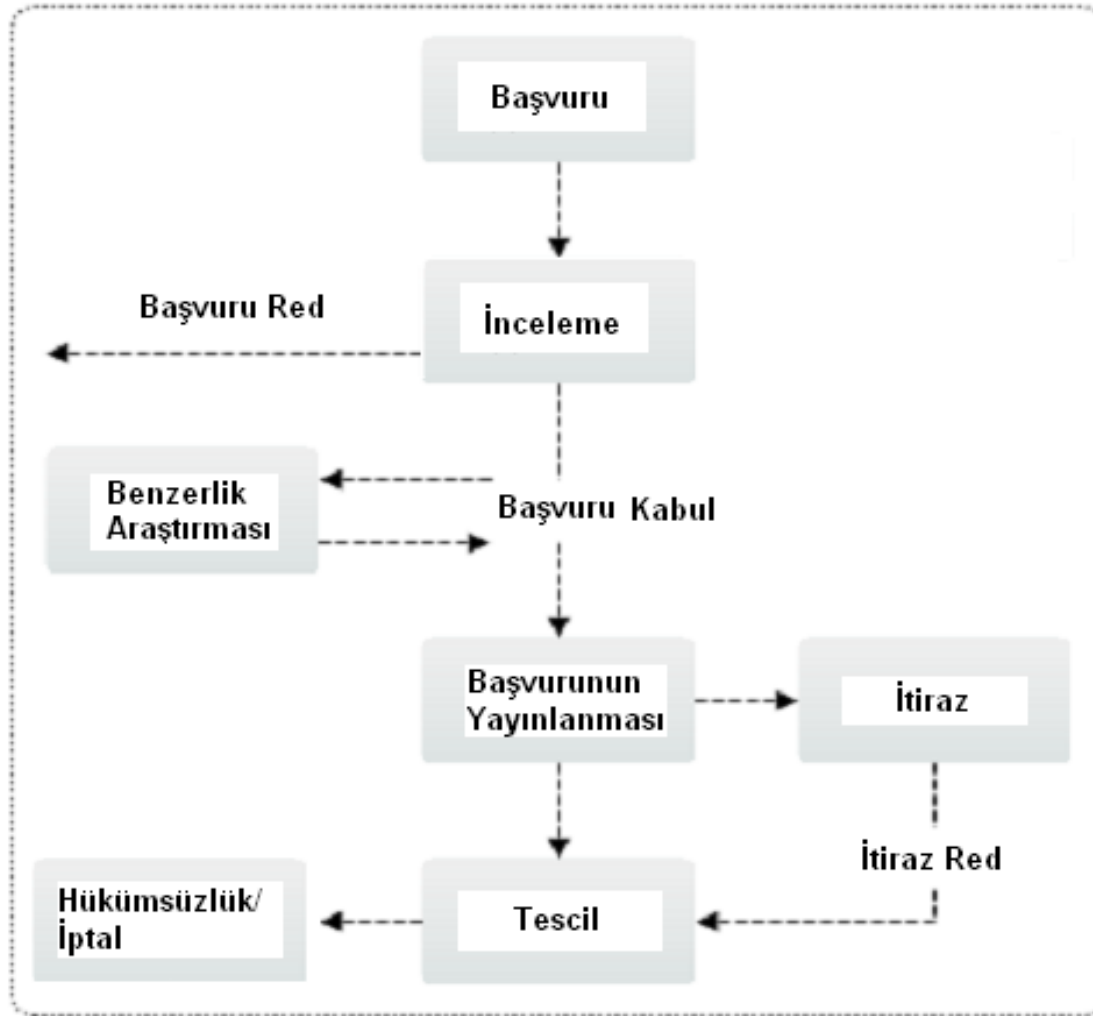 Başvuru
Başvuru Red
İnceleme
Benzerlik
Araştırması
Başvuru Kabul
Başvurunun
Yayınlanması
İtiraz
İtiraz Red
Hükümsüzlük/
İptal
Tescil